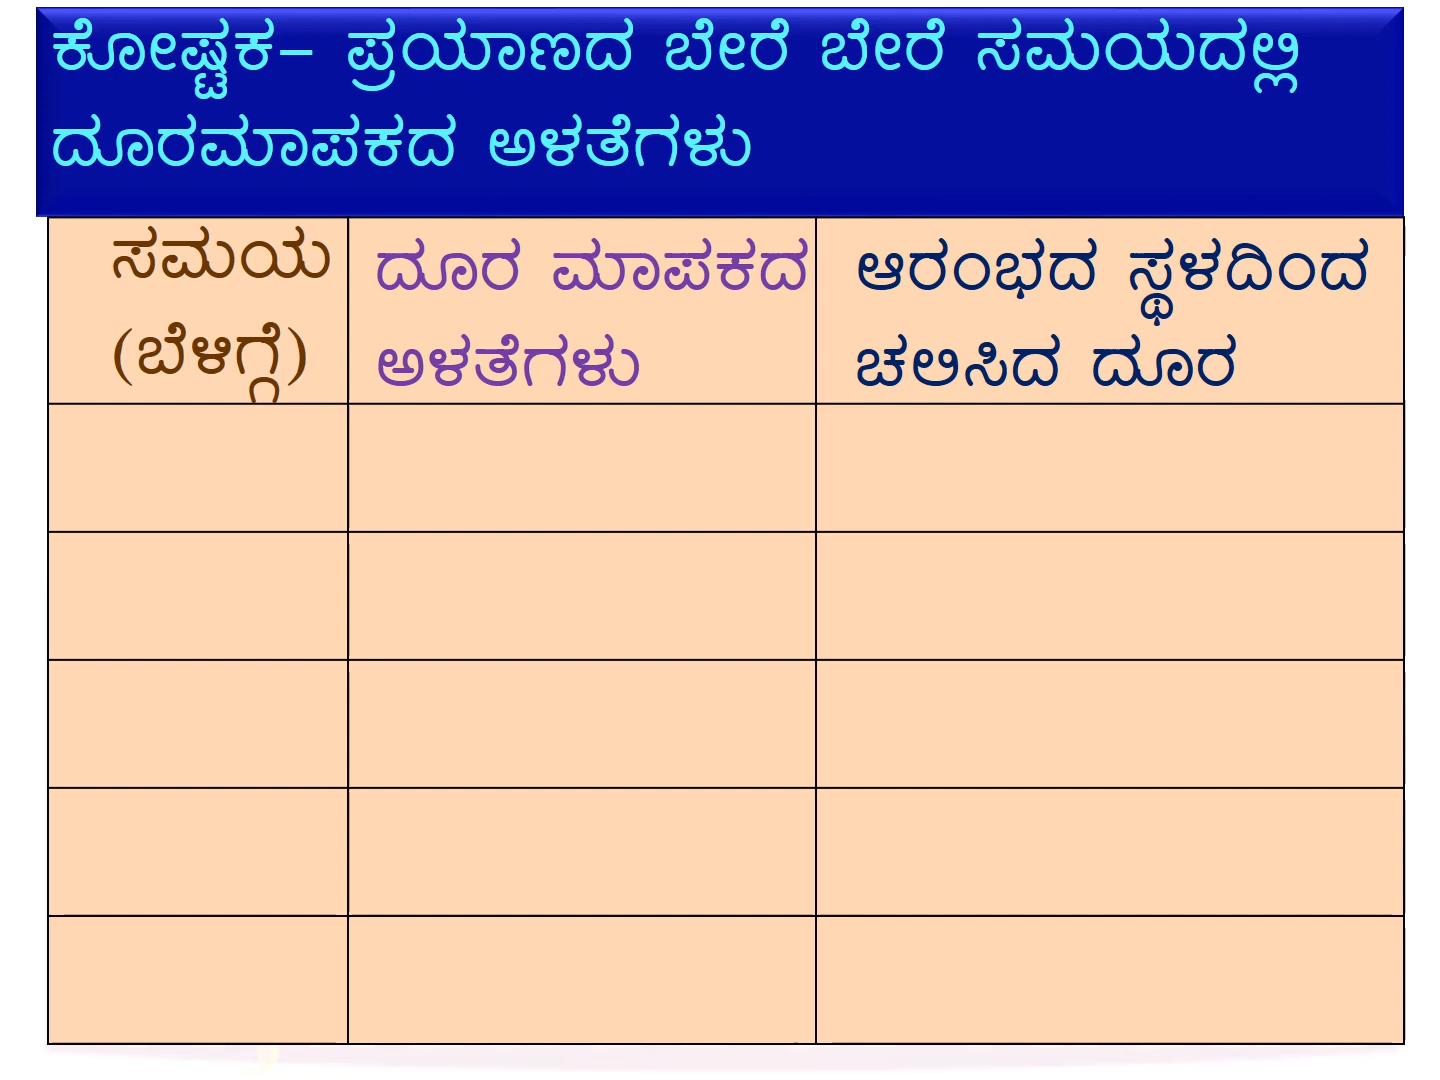 ಕೋಷ್ಟಕ– ಪ್ರಯಾಣದ ಬೇರೆ ಬೇರೆ ಸಮಯದಲ್ಲಿ
ದೂರಮಾಪಕದ ಅಳತೆಗಳು
ಸಮಯ
(ಬೆಳಿಗ್ಗೆ)
ದೂರ ಮಾಪಕದ
ಅಳತೆಗಳು
ಆರಂಭದ ಸ್ಥಳದಿಂದ
ಚಲಿಸಿದ ದೂರ